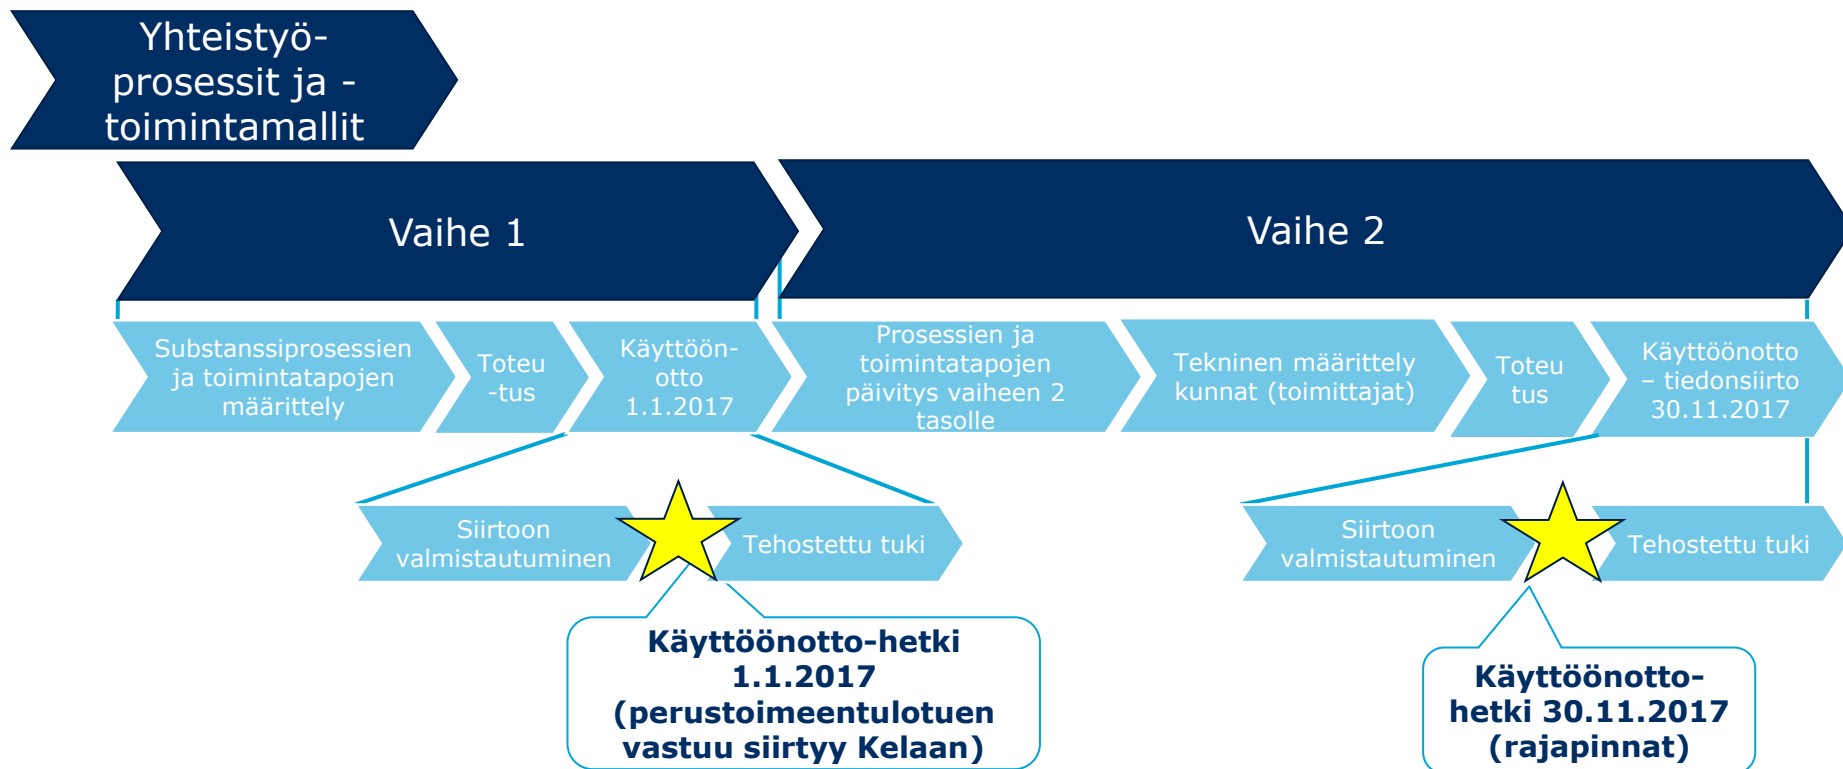 Yhteistyö-
prosessit ja -
toimintamallit
Vaihe 1
Vaihe 2
Substanssiprosessien
ja toimintatapojen
määrittely
Toteu
-tus
Käyttöön-
otto
1.1.2017
Prosessien ja
toimintatapojen
päivitys vaiheen 2
tasolle
Tekninen määrittely
kunnat (toimittajat)
Toteu
tus
Käyttöönotto
– tiedonsiirto
30.11.2017
Siirtoon
valmistautuminen
Tehostettu tuki
Siirtoon
valmistautuminen
Tehostettu tuki
Käyttöönotto-hetki
1.1.2017
(perustoimeentulotuen
vastuu siirtyy Kelaan)
Käyttöönotto-
hetki 30.11.2017
(rajapinnat)